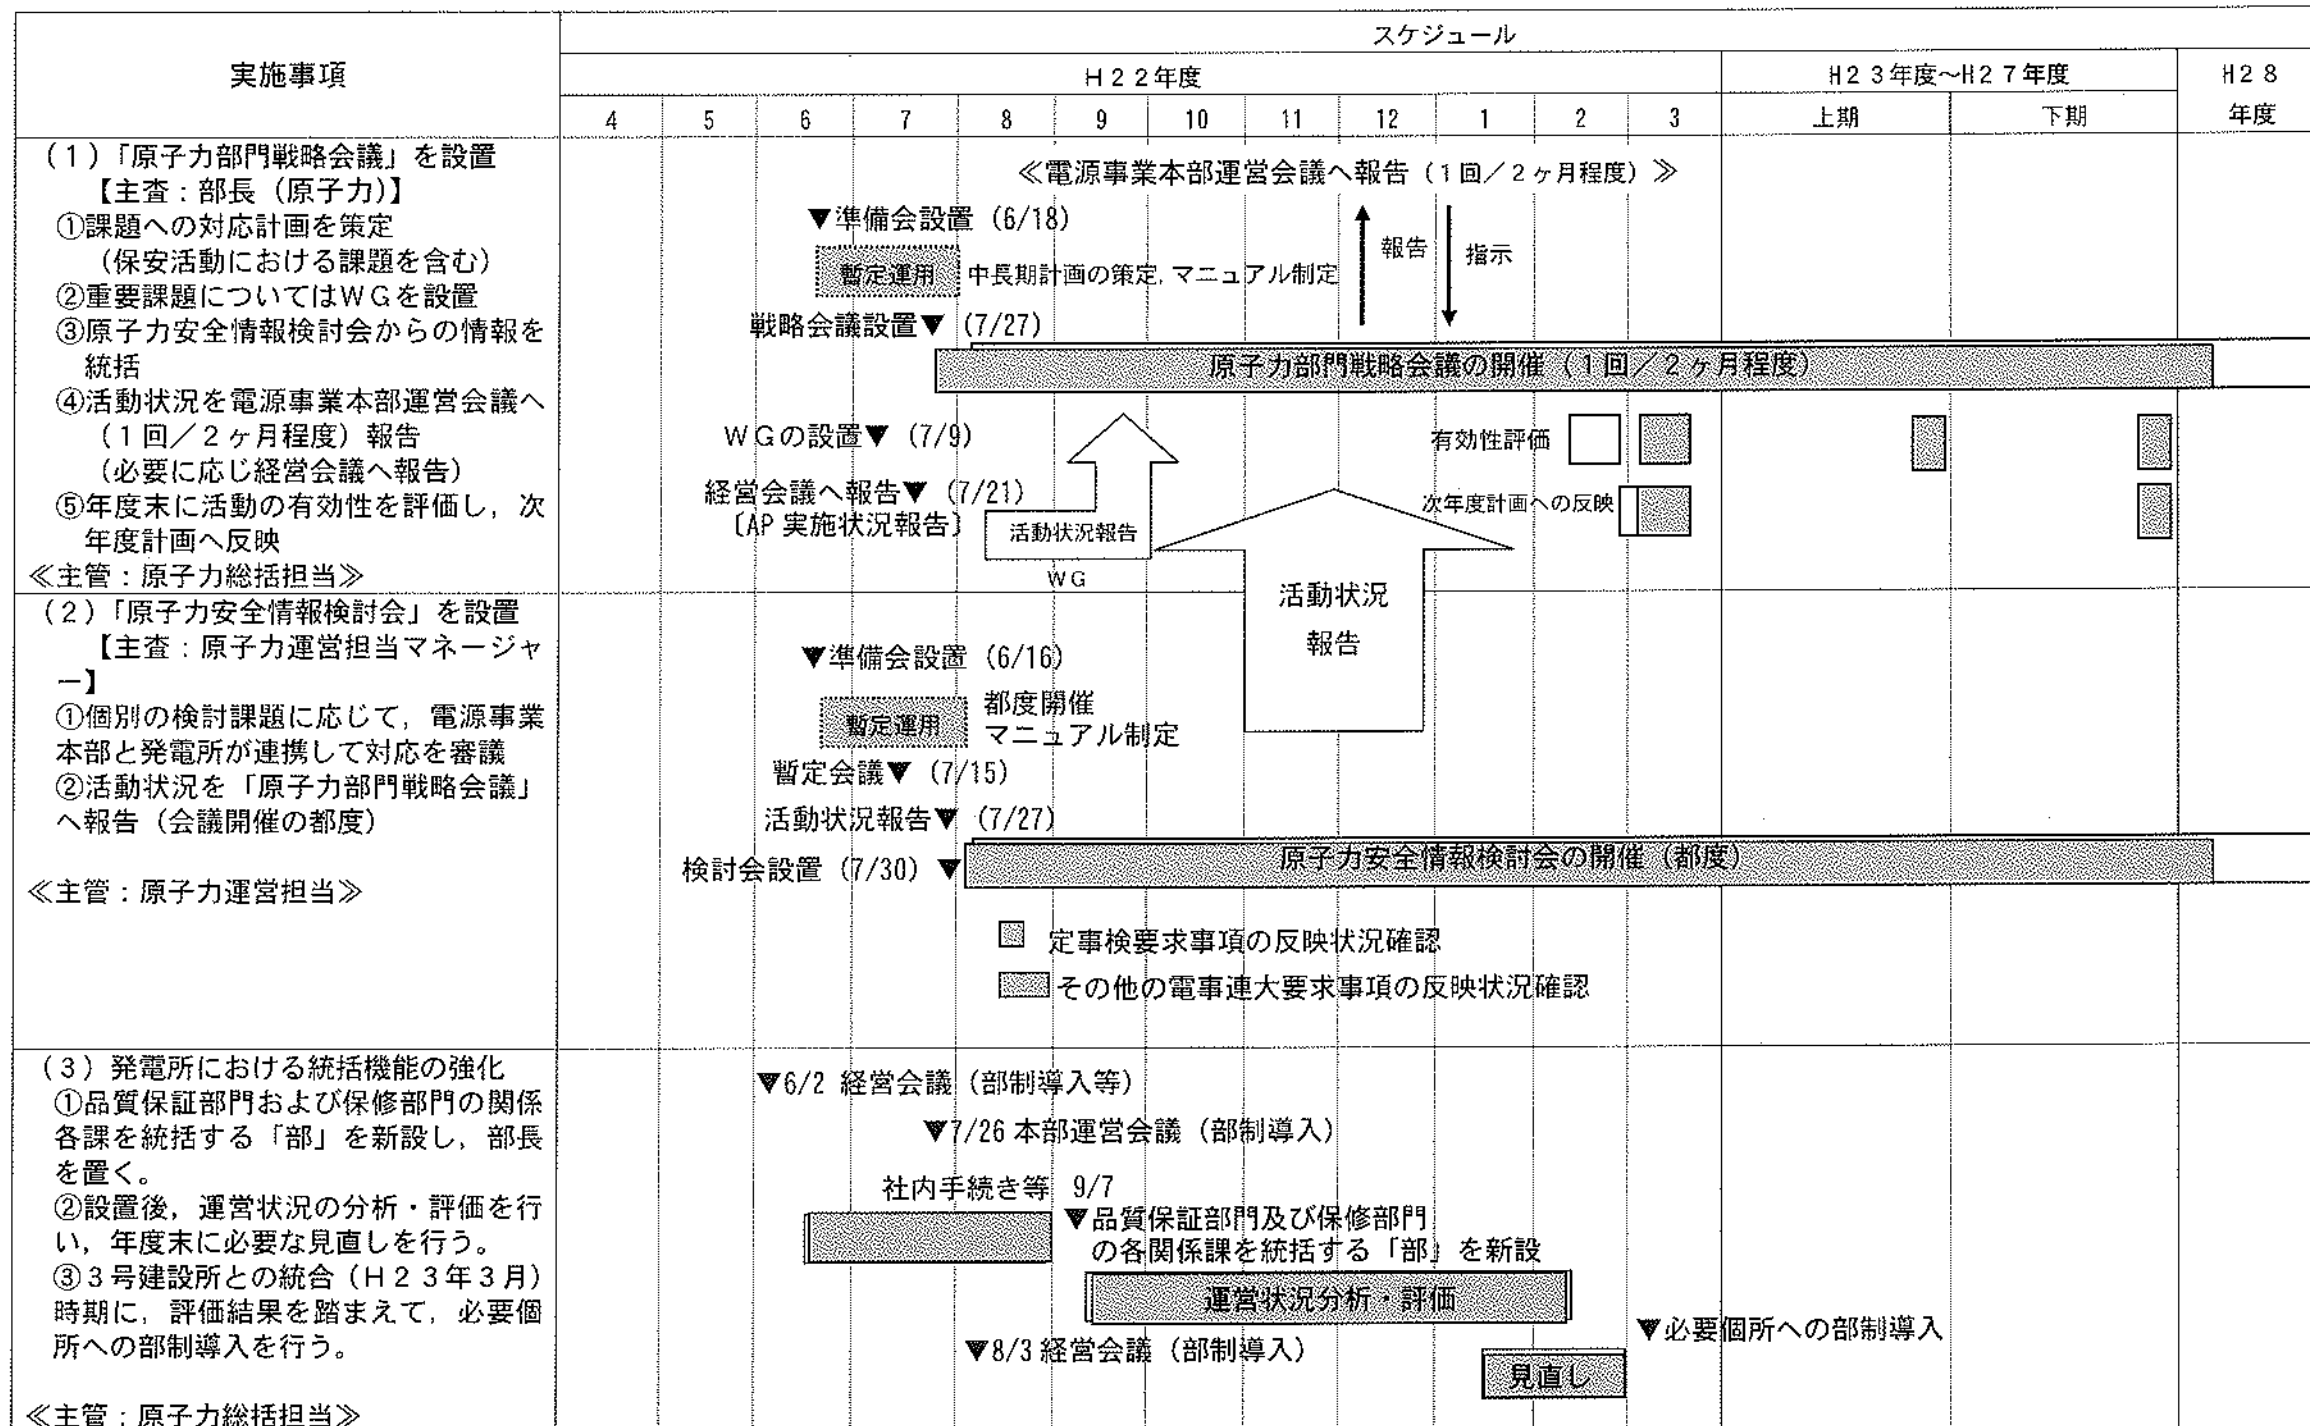 実施事項
スケジュール
H22年度
H23年度～H27年度
H28
年度
4 5 6 7 8 9 10 11 12 1 2 3 上期 下期
(1)「原子力部門戦略会議」を設置
【主査：部長（原子力）】
①課題への対応計画を策定
（保安活動における課題を含む）
②重要課題についてはWGを設置
③原子力安全情報検討会からの情報を
統括
④活動状況を電源事業本部運営会議へ
（1回／2ヶ月程度）報告
（必要に応じ経営会議へ報告）
⑤年度末に活動の有効性を評価し，次
年度計画へ反映
≪主管：原子力総括担当≫
≪電源事業本部運営会議へ報告（1回／2ヶ月程度）≫
▼準備会設置（6/18）
報告
指示
暫定運用
中長期計画の策定，マニュアル制定
戦略会議設置▼（7/27）
原子力部門戦略会議の開催（1回／2ヶ月程度）
WGの設置▼（7/9）
有効性評価
経営会議へ報告▼（7/21）
〔AP実施状況報告〕
次年度計画への反映
活動状況報告
WG
活動状況
報告
(2)「原子力安全情報検討会」を設置
【主査：原子力運営担当マネージャ
ー】
①個別の検討課題に応じて，電源事業
本部と発電所が連携して対応を審議
②活動状況を「原子力部門戦略会議」
へ報告（会議開催の都度）
≪主管：原子力運営担当≫
▼準備会設置（6/16）
暫定運用
都度開催
マニュアル制定
暫定会議▼（7/15）
活動状況報告▼（7/27）
検討会設置（7/30）▼
原子力安全情報検討会の開催（都度）
定事検要求事項の反映状況確認
その他の電事連大要求事項の反映状況確認
(3)発電所における統括機能の強化
①品質保証部門および保修部門の関係
各課を統括する「部」を新設し，部長
を置く。
②設置後，運営状況の分析・評価を行
い，年度末に必要な見直しを行う。
③3号建設所との統合（H23年3月）
時期に，評価結果を踏まえて，必要個
所への部制導入を行う。
≪主管：原子力総括担当≫
▼6/2 経営会議（部制導入等）
▼7/26 本部運営会議（部制導入）
社内手続き等 9/7
▼品質保証部門及び保修部門
の各関係課を統括する「部」を新設
運営状況分析・評価
▼8/3 経営会議（部制導入）
▼必要個所への部制導入
見直し